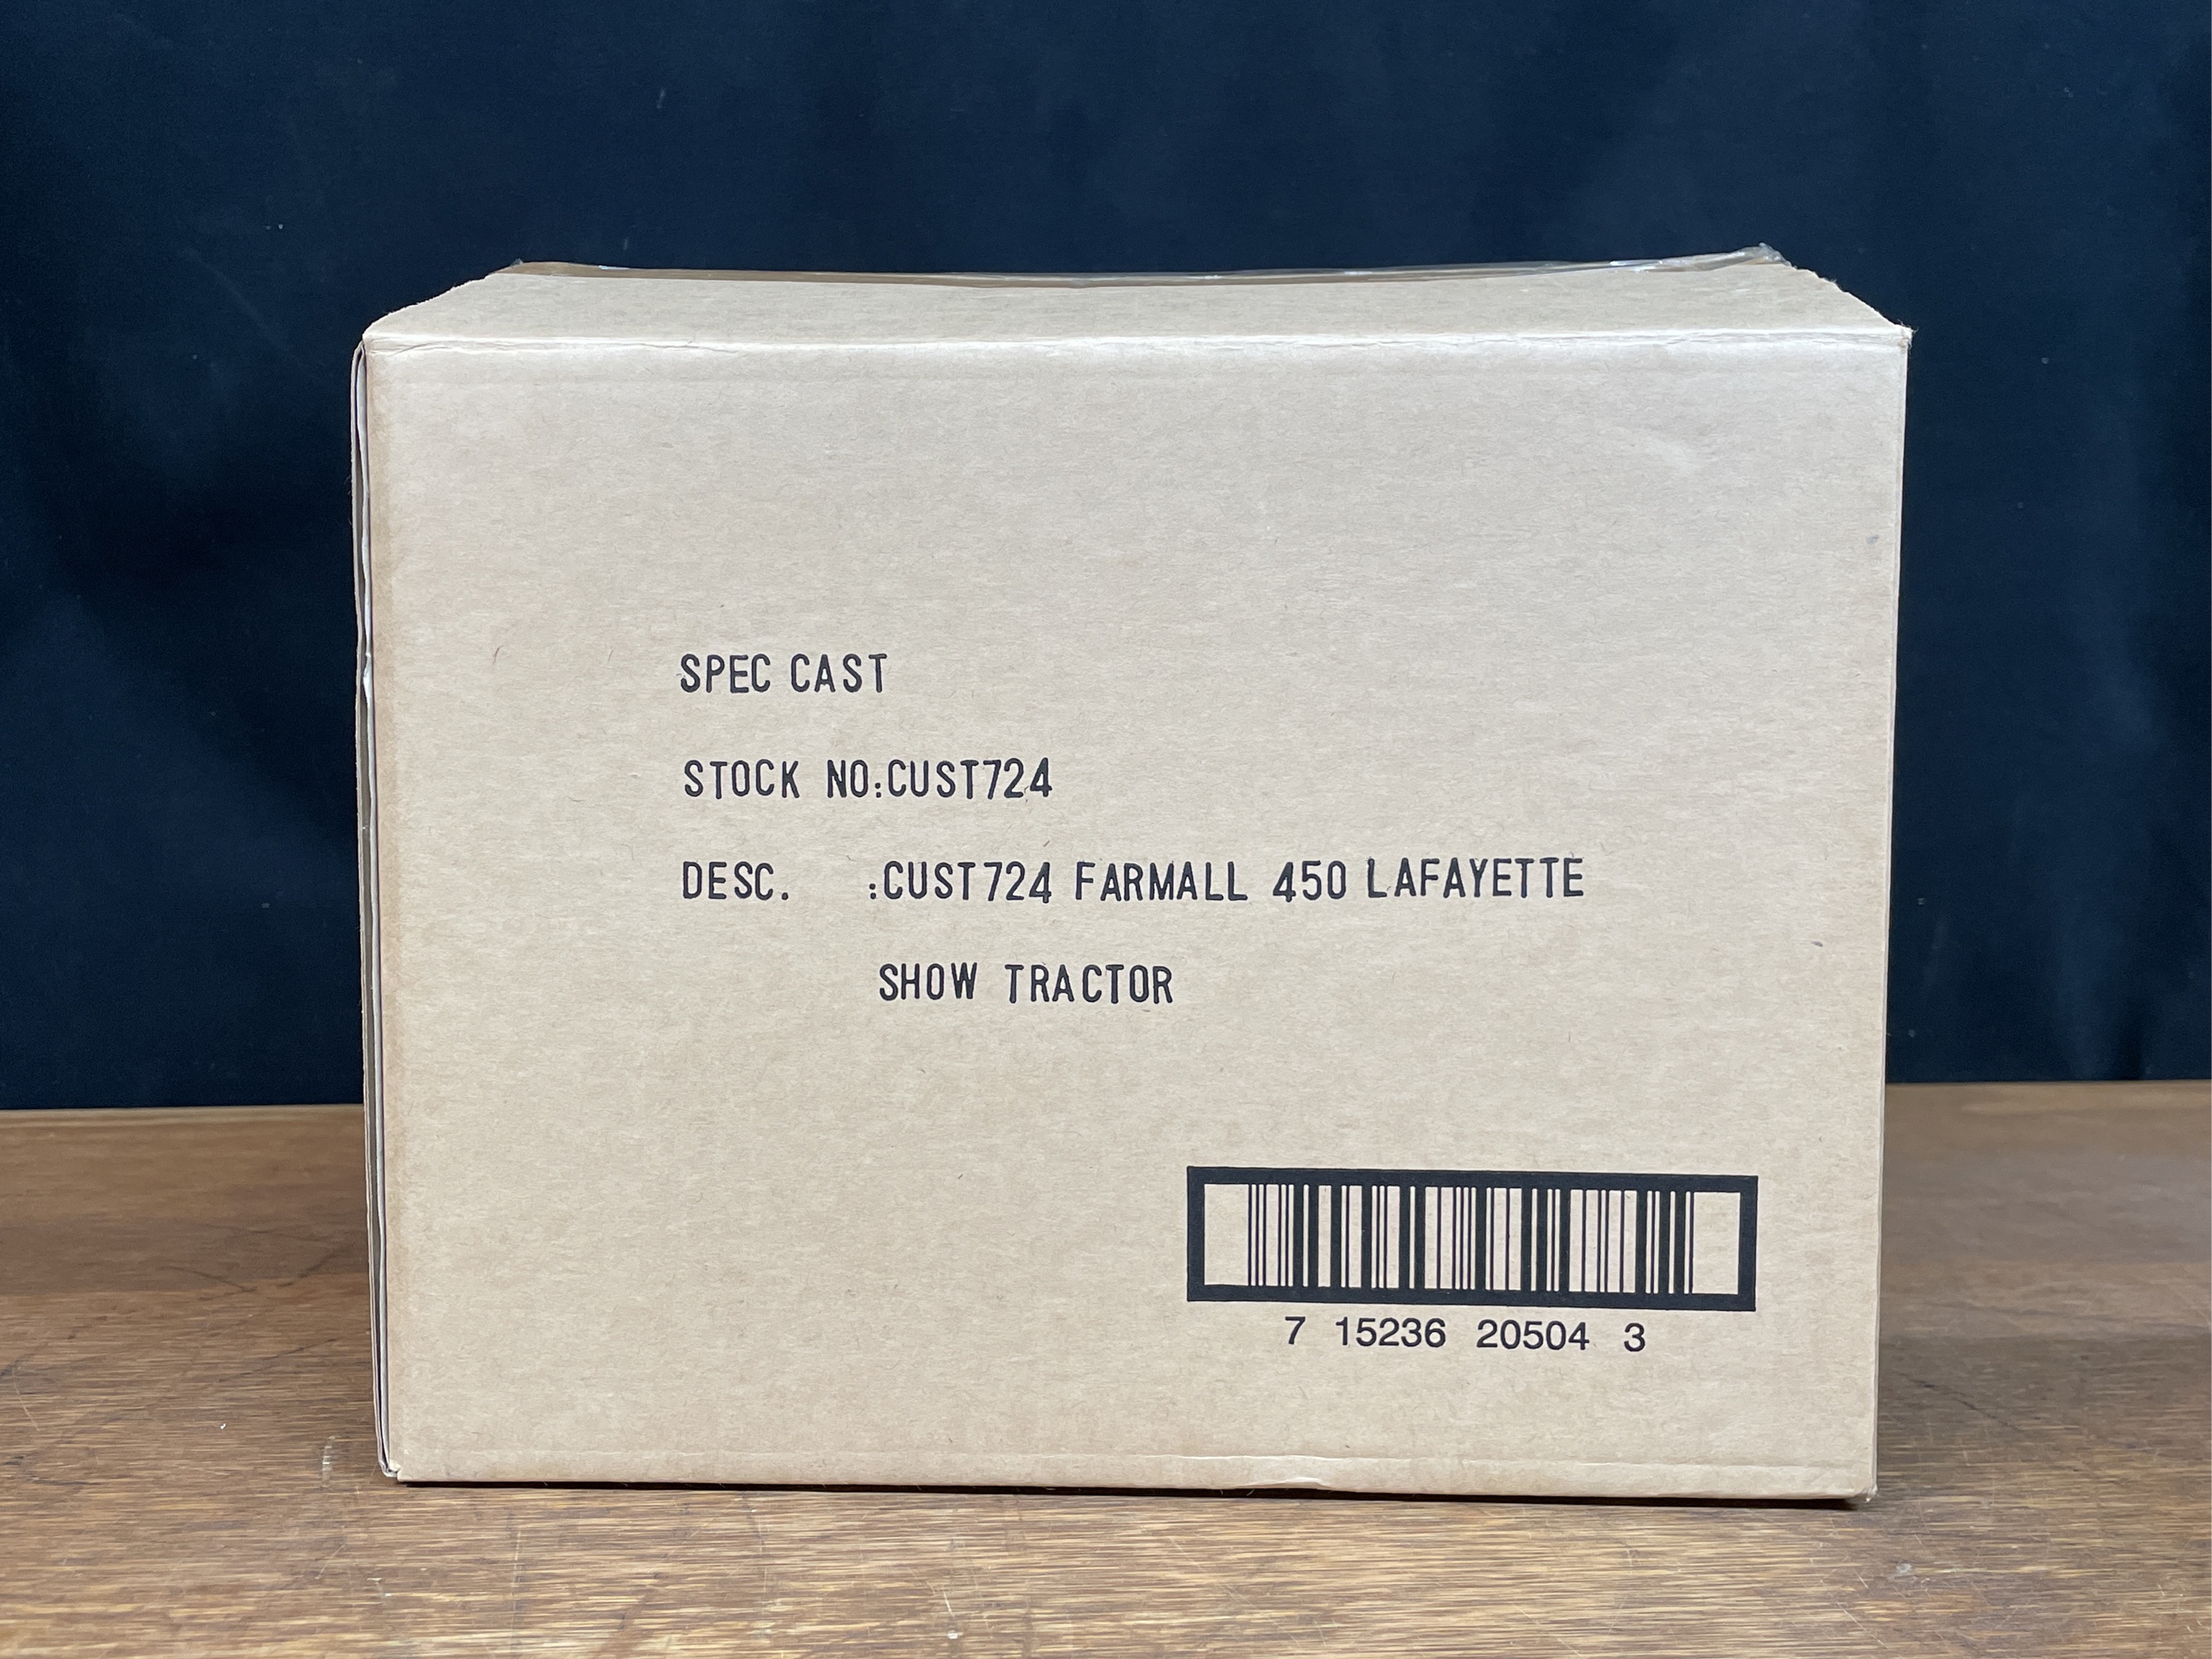 SPEC CAST
STOCK NO:CUST724
DESC. :CUST724 FARMALL 450 LAFAYETTE
SHOW TRACTOR
7 15236 20504 3